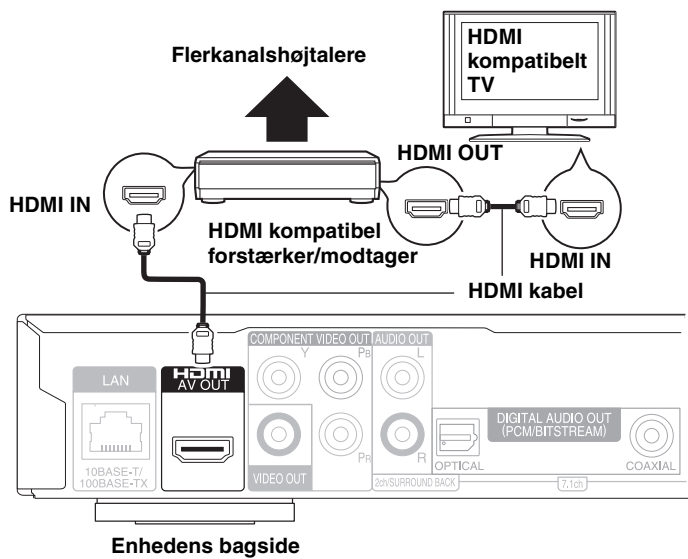 Flerkanalshøjtalere
HDMI
kompatibelt
TV
HDMI OUT
HDMI IN
HDMI kompatibel
forstærker/modtager
HDMI IN
HDMI kabel
COMPONENT VIDEO OUT
AUDIO OUT
Y
PB
L
LAN
HDMI
AV OUT
DIGITAL AUDIO OUT
(PCM/BITSTREAM)
PR
R
OPTICAL
COAXIAL
10BASE-T/
100BASE-TX
VIDEO OUT
2ch/SURROUND BACK
7.1ch
Enhedens bagside